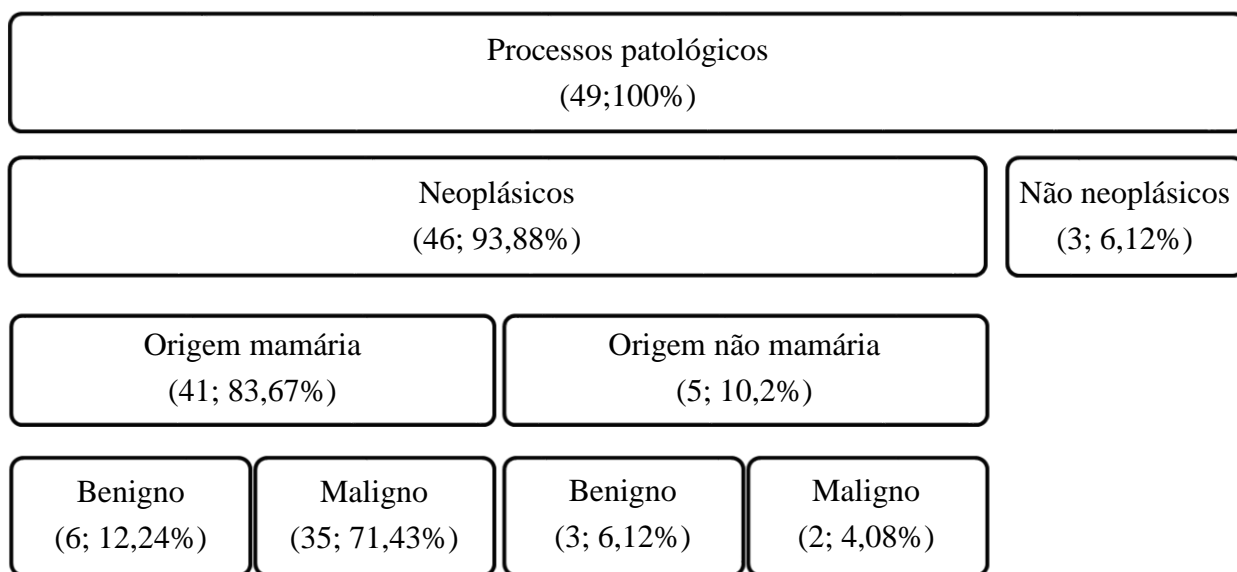 Processos patológicos
(49;100%)
Neoplásicos
(46; 93,88%)
Não neoplásicos
(3; 6,12%)
Origem mamária
(41; 83,67%)
Origem não mamária
(5; 10,2%)
Benigno
(6; 12,24%)
Maligno
(35; 71,43%)
Benigno
(3; 6,12%)
Maligno
(2; 4,08%)